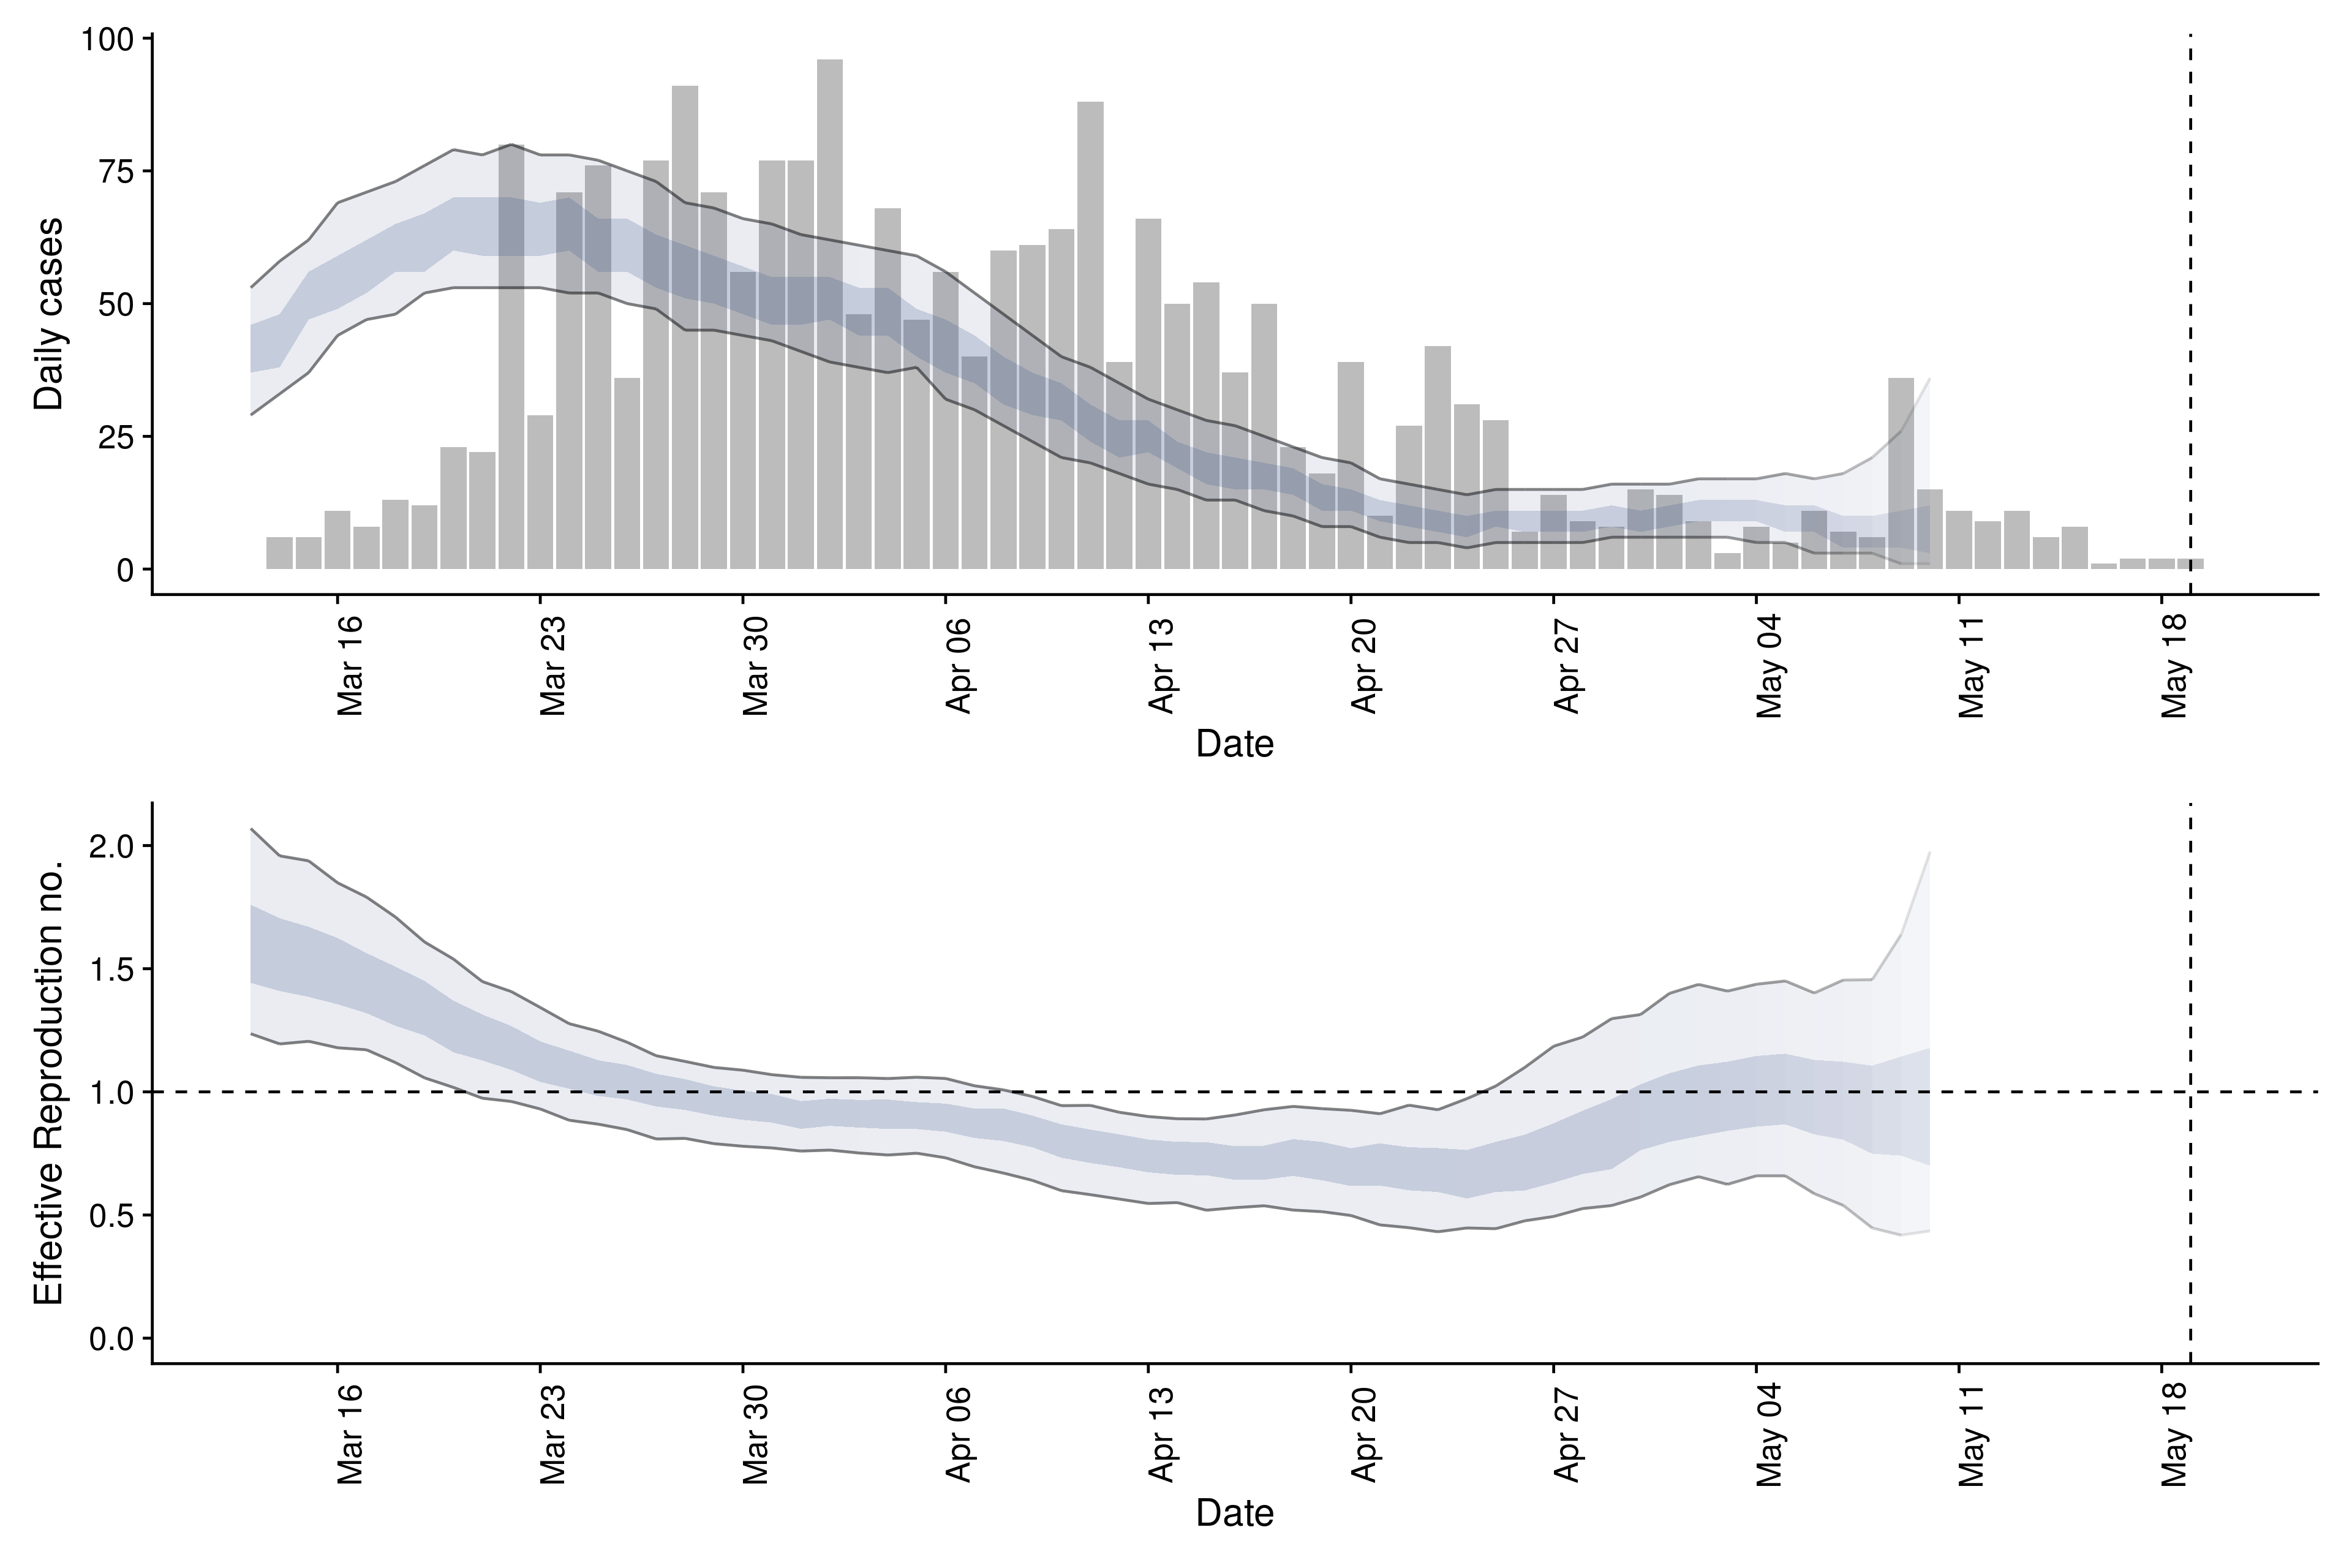 100
75
50
25
0
Daily cases
Mar 16
Mar 23
Mar 30
Apr 06
Apr 13
Apr 20
Apr 27
May 04
May 11
May 18
Date
2.0
1.5
1.0
0.5
0.0
Effective Reproduction no.
Mar 16
Mar 23
Mar 30
Apr 06
Apr 13
Apr 20
Apr 27
May 04
May 11
May 18
Date